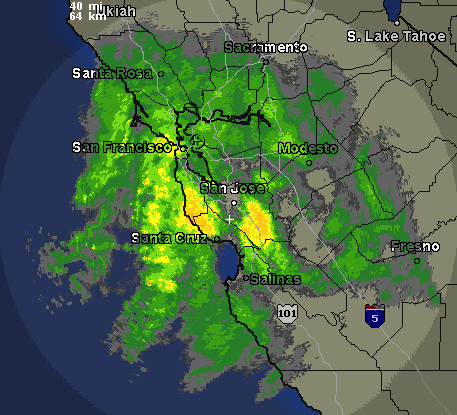 40 mi
64 km
Ukiah
Sacramento
S. Lake Tahoe
Santa Rosa
San Francisco
Modesto
San Jose
Santa Cruz
Fresno
Salinas
101
5